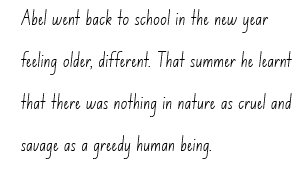 Abel went back to school in the new year
feeling older, different. That summer he learnt
that there was nothing in nature as cruel and
savage as a greedy human being.